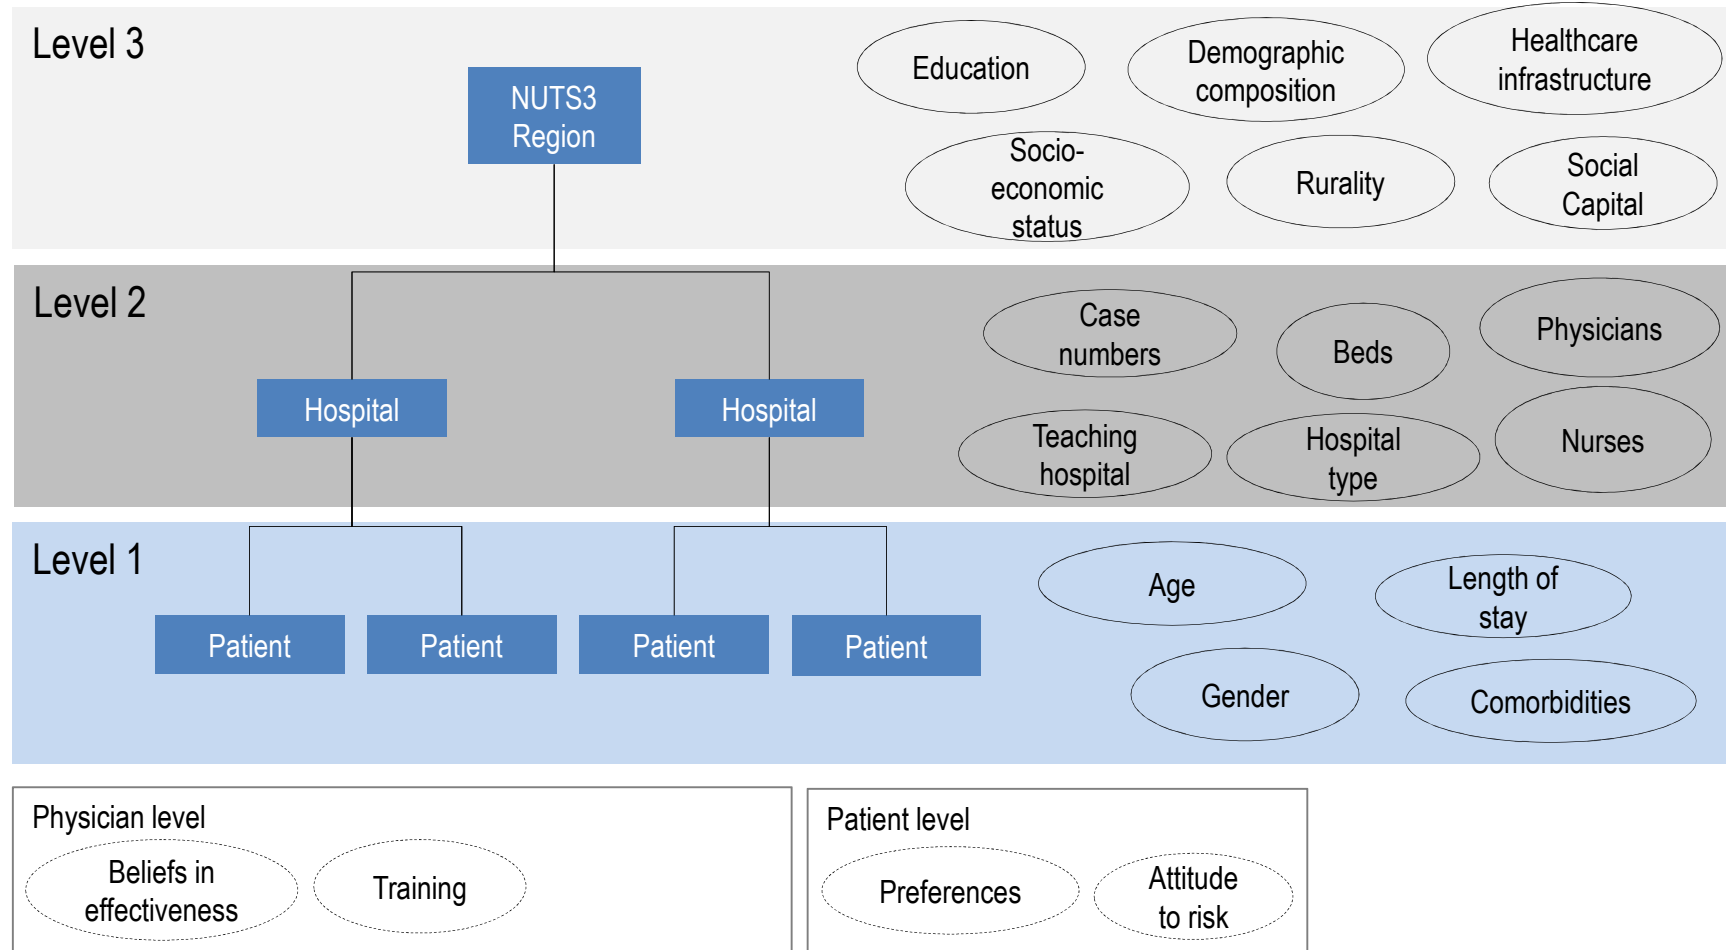 Level 3
NUTS3
Region
Education
Demographic
composition
Healthcare
infrastructure
Socio-
economic
status
Rurality
Social
Capital
Level 2
Hospital
Hospital
Case
numbers
Beds
Physicians
Teaching
hospital
Hospital
type
Nurses
Level 1
Patient
Patient
Patient
Patient
Age
Length of
stay
Gender
Comorbidities
Physician level
Beliefs in
effectiveness
Training
Patient level
Preferences
Attitude
to risk